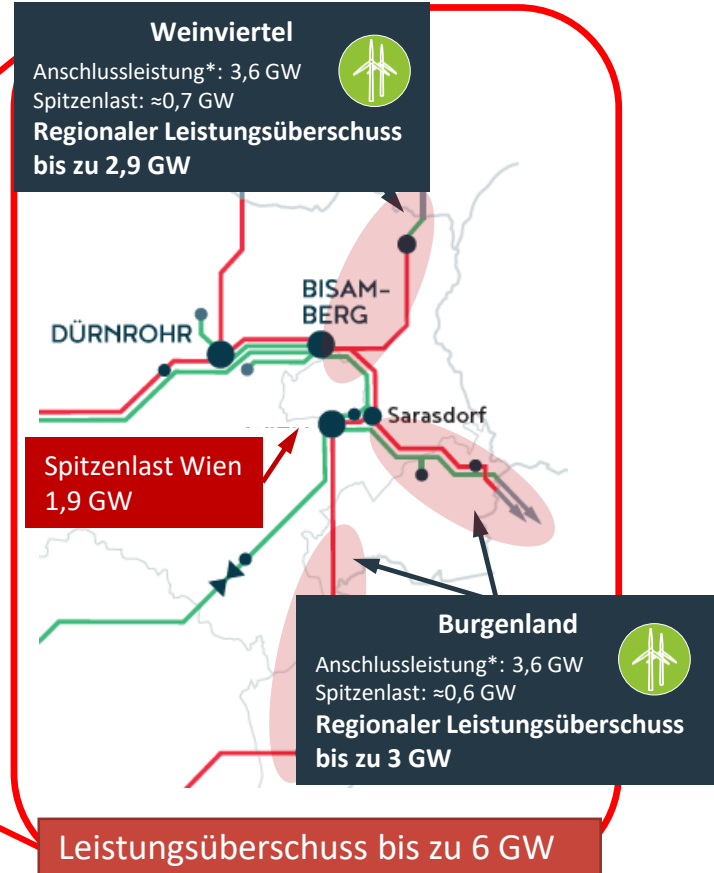 Weinviertel
Anschlussleistung*: 3,6 GW
Spitzenlast: ≈0,7 GW
Regionaler Leistungsüberschuss
bis zu 2,9 GW
BISAM-
BERG
DÜRNROHR
Sarasdorf
Spitzenlast Wien
1,9 GW
Burgenland
Anschlussleistung*: 3,6 GW
Spitzenlast: ≈0,6 GW
Regionaler Leistungsüberschuss
bis zu 3 GW
Leistungsüberschuss bis zu 6 GW